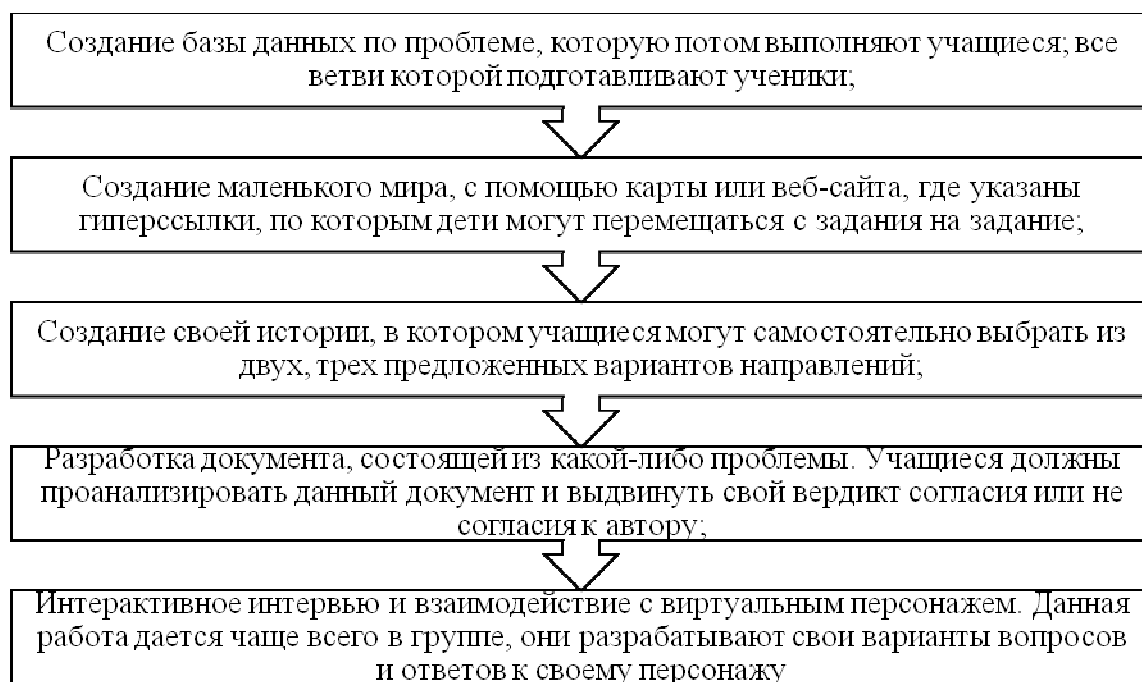 Создание базы данных по проблеме, которую потом выполняют учащиеся; все
ветви которой подготавливают ученики;
Создание маленького мира, с помощью карты или веб-сайта, где указаны
гиперссылки, по которым дети могут перемещаться с задания на задание;
Создание своей истории, в котором учащиеся могут самостоятельно выбрать из
двух, трех предложенных вариантов направлений;
Разработка документа, состоящей из какой-либо проблемы. Учащиеся должны
проанализировать данный документ и выдвинуть свой вердикт согласия или не
согласия к автору;
Интерактивное интервью и взаимодействие с виртуальным персонажем. Данная
работа дается чаще всего в группе, они разрабатывают свои варианты вопросов
и ответов к своему персонажу